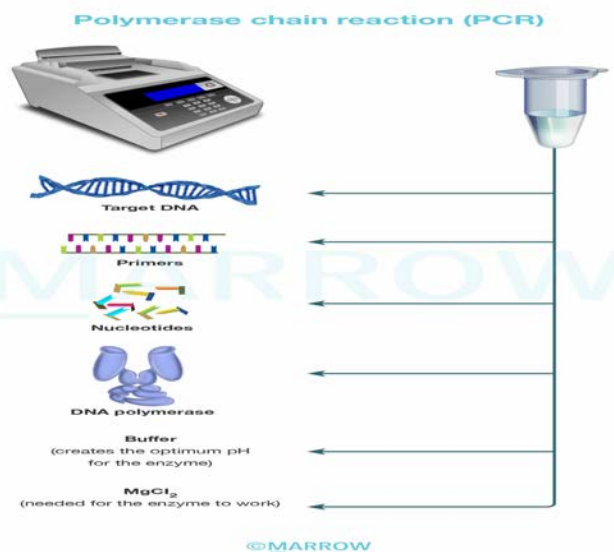 Polymerase chain reaction (PCR)
Target DNA
Primers
MARROW
Nucleotides
DNA polymerase
Buffer
(creates the optimum pH
for the enzyme)
MgCl₂
(needed for the enzyme to work)
©MARROW